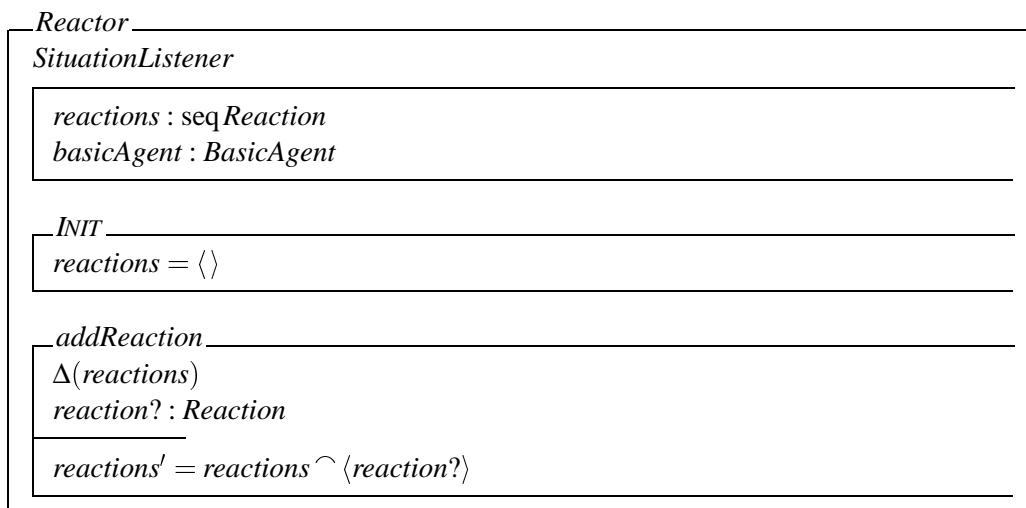 Reactor
SituationListener
reactions : seq Reaction
basicAgent : BasicAgent
INIT
reactions = ⟨ ⟩
addReaction
Δ(reactions)
reaction? : Reaction
reactions′ = reactions ⌢ ⟨reaction?⟩